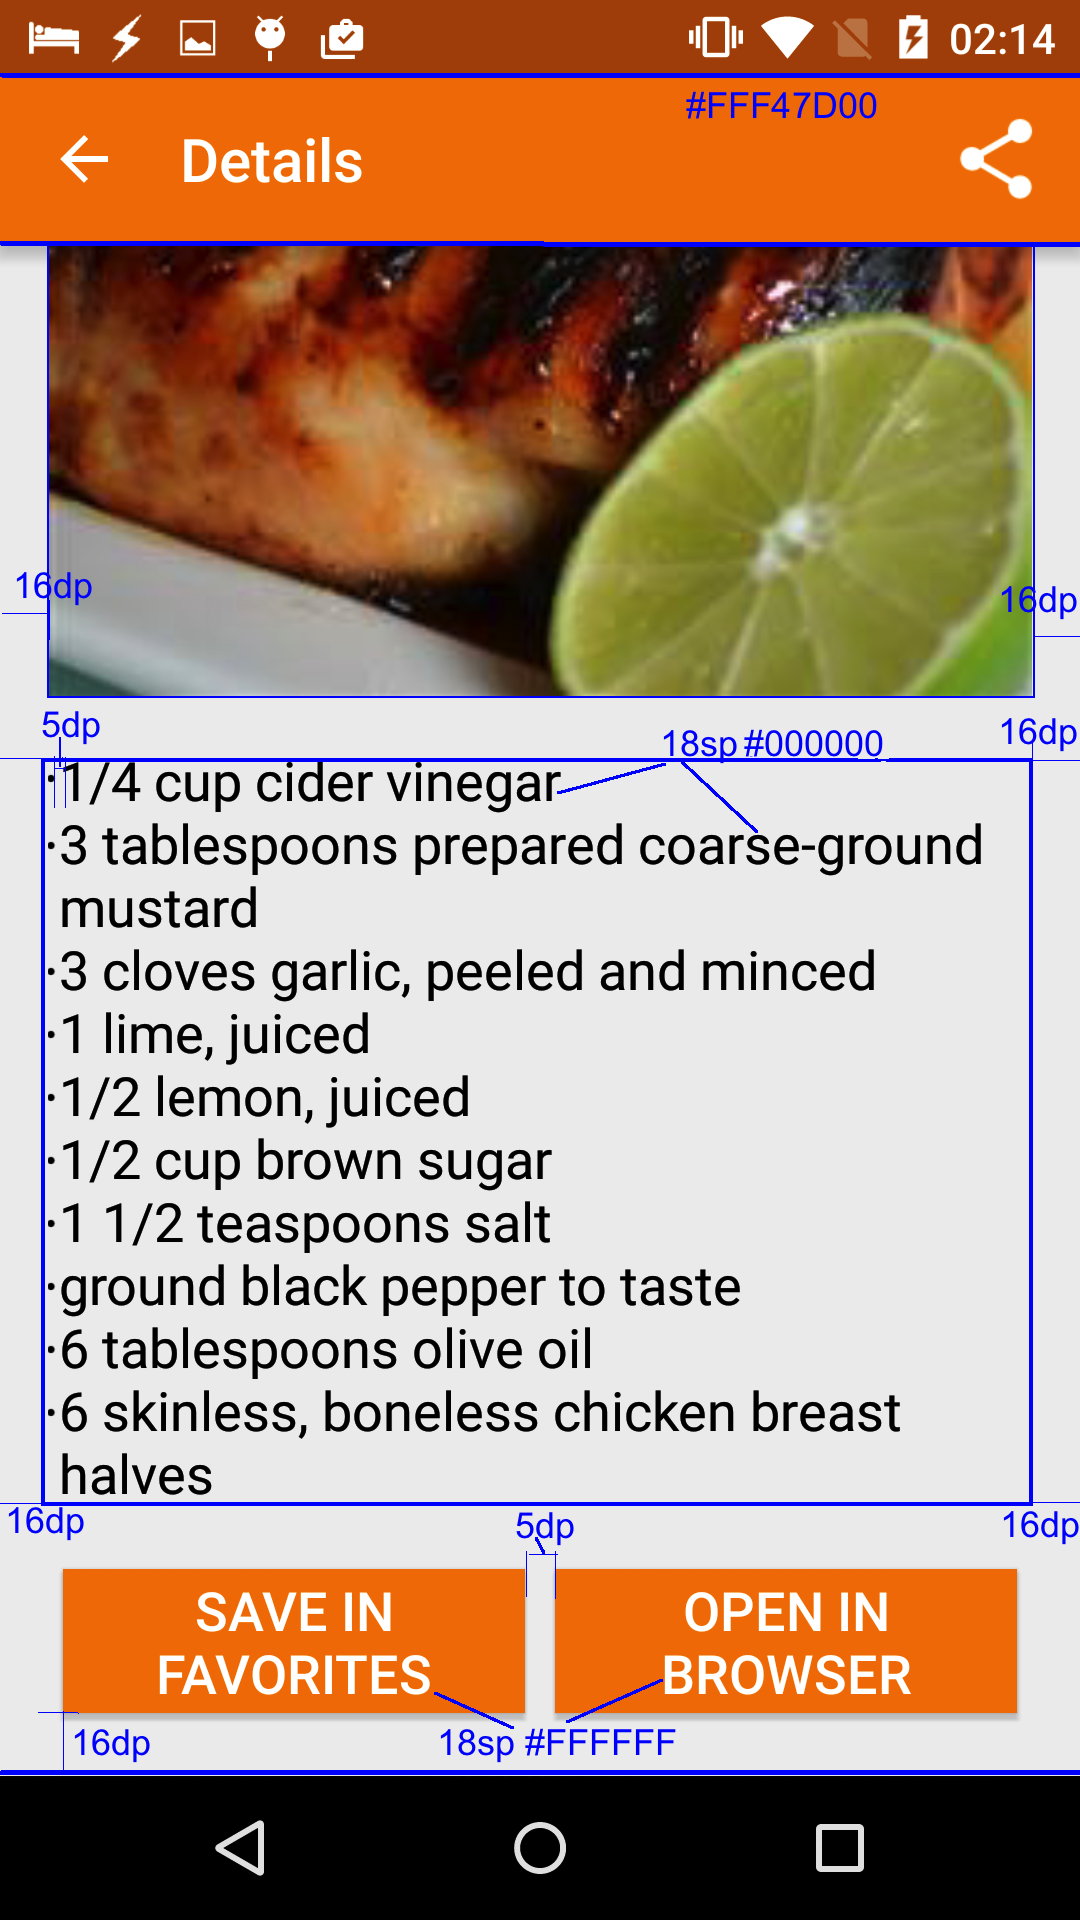 02:14
#FFF47D00
Details
16dp
16dp
5dp
18sp #000000
16dp
·1/4 cup cider vinegar
·3 tablespoons prepared coarse-ground
mustard
·3 cloves garlic, peeled and minced
·1 lime, juiced
·1/2 lemon, juiced
·1/2 cup brown sugar
·1 1/2 teaspoons salt
·ground black pepper to taste
·6 tablespoons olive oil
·6 skinless, boneless chicken breast
halves
16dp
5dp
16dp
SAVE IN
FAVORITES
OPEN IN
BROWSER
16dp
18sp #FFFFFF